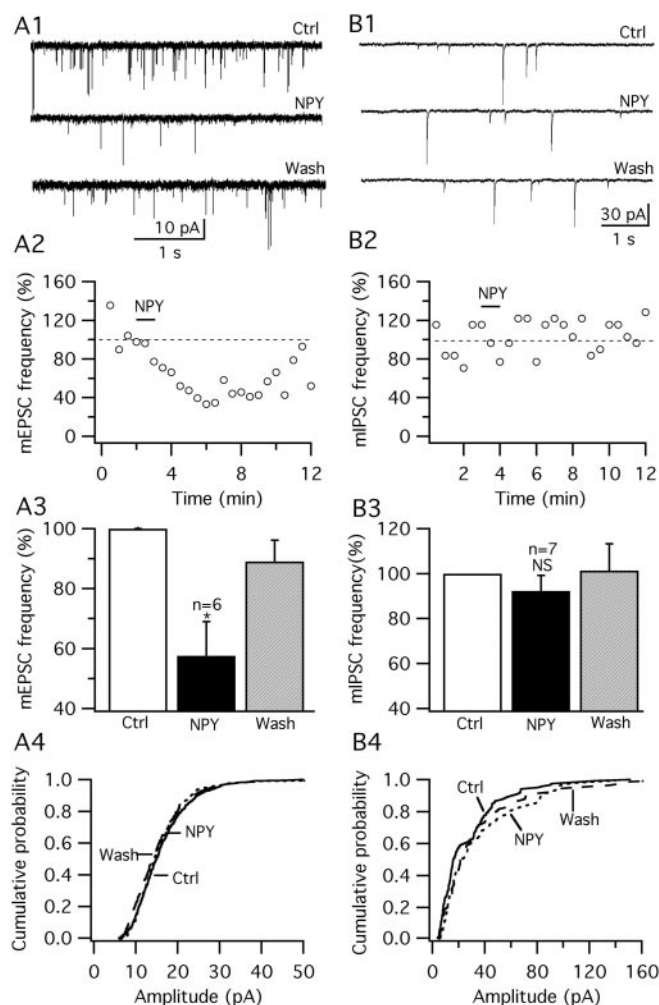 A1
Ctrl
NPY
Wash
10 pA
1 s
B1
Ctrl
NPY
Wash
30 pA
1 s
A2
mEPSC frequency (%)
160
120
80
40
0
NPY
0 4 8 12
Time (min)
B2
mIPSC frequency (%)
160
120
80
40
0
NPY
2 4 6 8 10 12
Time (min)
A3
mEPSC frequency (%)
100
80
60
40
n=6
*
Ctrl NPY Wash
B3
mIPSC frequency(%)
120
100
80
60
40
n=7
NS
Ctrl NPY Wash
A4
Cumulative probability
1.0
0.8
0.6
0.4
0.2
0.0
Wash
NPY
Ctrl
0 10 20 30 40 50
Amplitude (pA)
B4
Cumulative probability
1.0
0.8
0.6
0.4
0.2
0.0
Ctrl
Wash
NPY
0 40 80 120 160
Amplitude (pA)